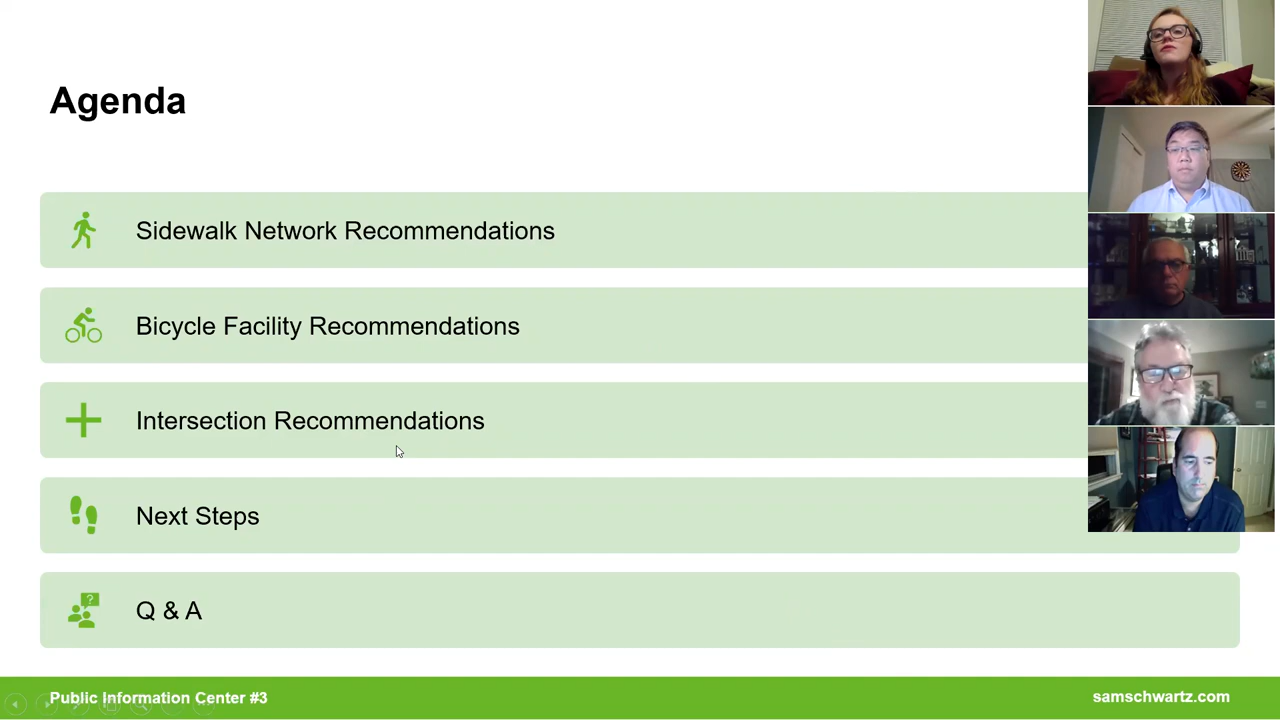 Agenda
Sidewalk Network Recommendations
Bicycle Facility Recommendations
Intersection Recommendations
Next Steps
?
Q & A
Public Information Center #3
samschwartz.com